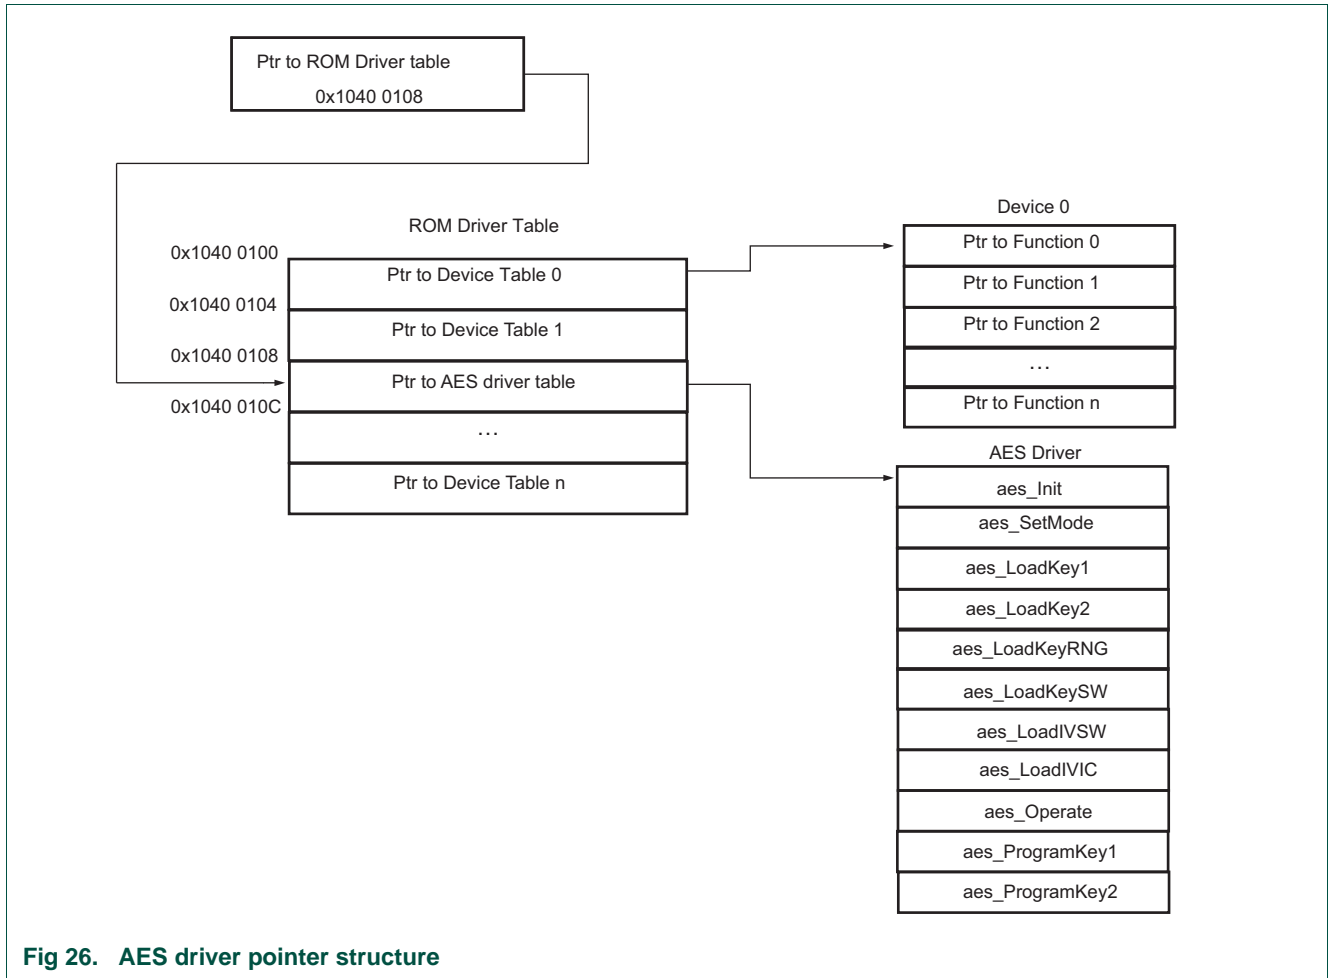 Ptr to ROM Driver table
0x1040 0108
ROM Driver Table
0x1040 0100
Ptr to Device Table 0
0x1040 0104
Ptr to Device Table 1
0x1040 0108
Ptr to AES driver table
0x1040 010C
...
Ptr to Device Table n
Device 0
Ptr to Function 0
Ptr to Function 1
Ptr to Function 2
...
Ptr to Function n
AES Driver
aes_Init
aes_SetMode
aes_LoadKey1
aes_LoadKey2
aes_LoadKeyRNG
aes_LoadKeySW
aes_LoadIVSW
aes_LoadIVIC
aes_Operate
aes_ProgramKey1
aes_ProgramKey2
Fig 26. AES driver pointer structure